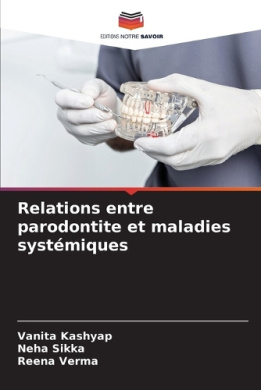 EDITIONS NOTRE SAVOIR
Relations entre
parodontite et maladies
systémiques
Vanita Kashyap
Neha Sikka
Reena Verma